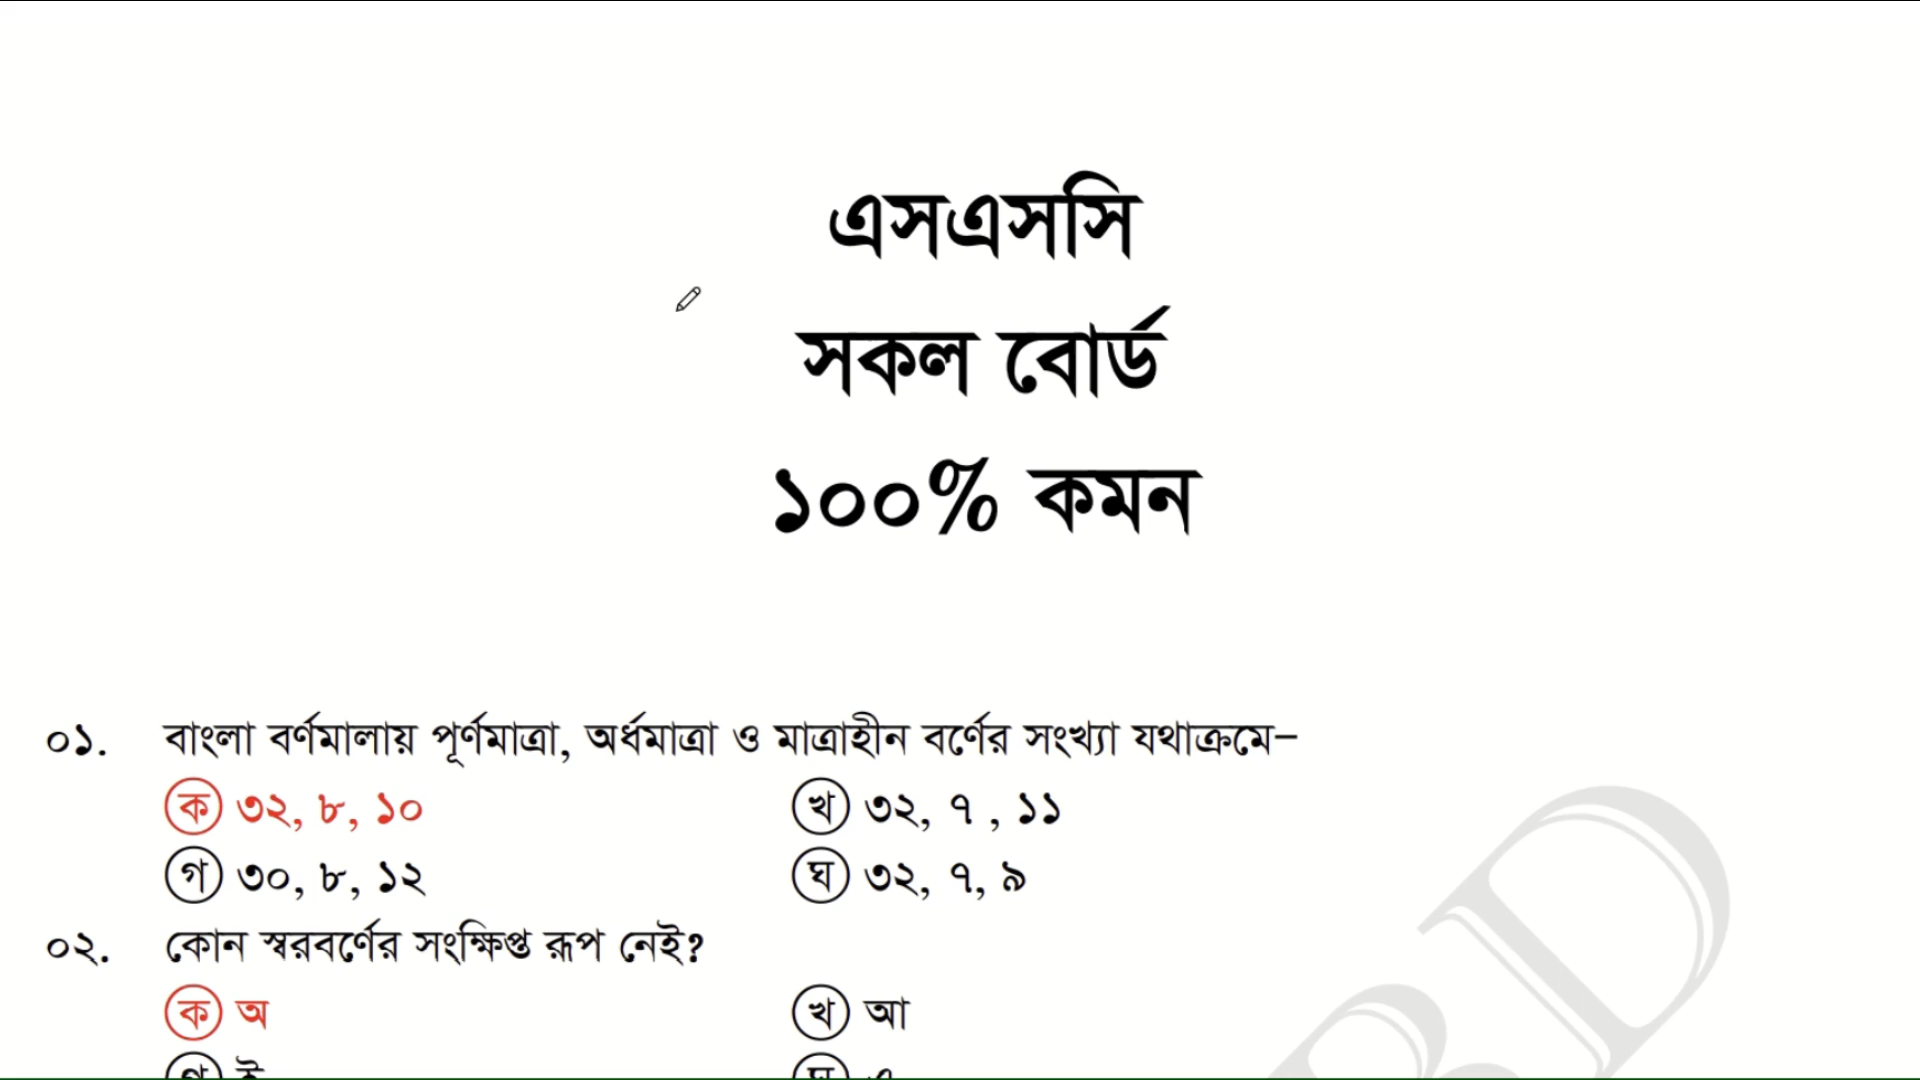 এসএসসি
সকল বোর্ড
১০০% কমন
০১. বাংলা বর্ণমালায় পূর্ণমাত্রা, অর্ধমাত্রা ও মাত্রাহীন বর্ণের সংখ্যা যথাক্রমে–
ক ৩২, ৮, ১০ খ ৩২, ৭ , ১১
গ ৩০, ৮, ১২ ঘ ৩২, ৭, ৯
০২. কোন স্বরবর্ণের সংক্ষিপ্ত রূপ নেই?
ক অ খ আ